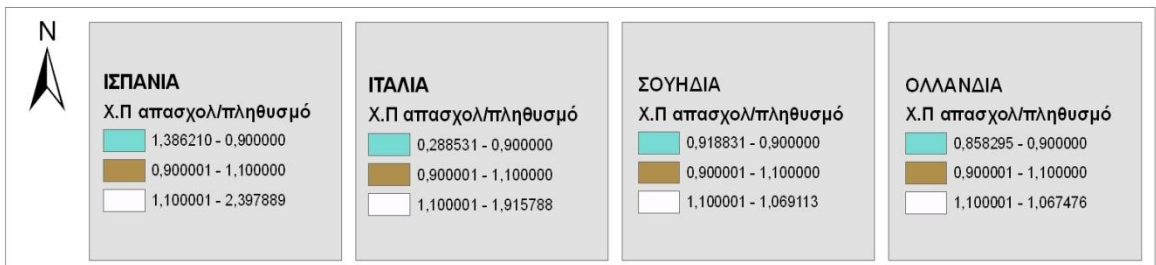 N
ΙΣΠΑΝΙΑ
Χ.Π απασχολ/πληθυσμό
1,386210 - 0,900000
0,900001 - 1,100000
1,100001 - 2,397889
ΙΤΑΛΙΑ
Χ.Π απασχολ/πληθυσμό
0,288531 - 0,900000
0,900001 - 1,100000
1,100001 - 1,915788
ΣΟΥΗΔΙΑ
Χ.Π απασχολ/πληθυσμό
0,918831 - 0,900000
0,900001 - 1,100000
1,100001 - 1,069113
ΟΛΛΑΝΔΙΑ
Χ.Π απασχολ/πληθυσμό
0,858295 - 0,900000
0,900001 - 1,100000
1,100001 - 1,067476